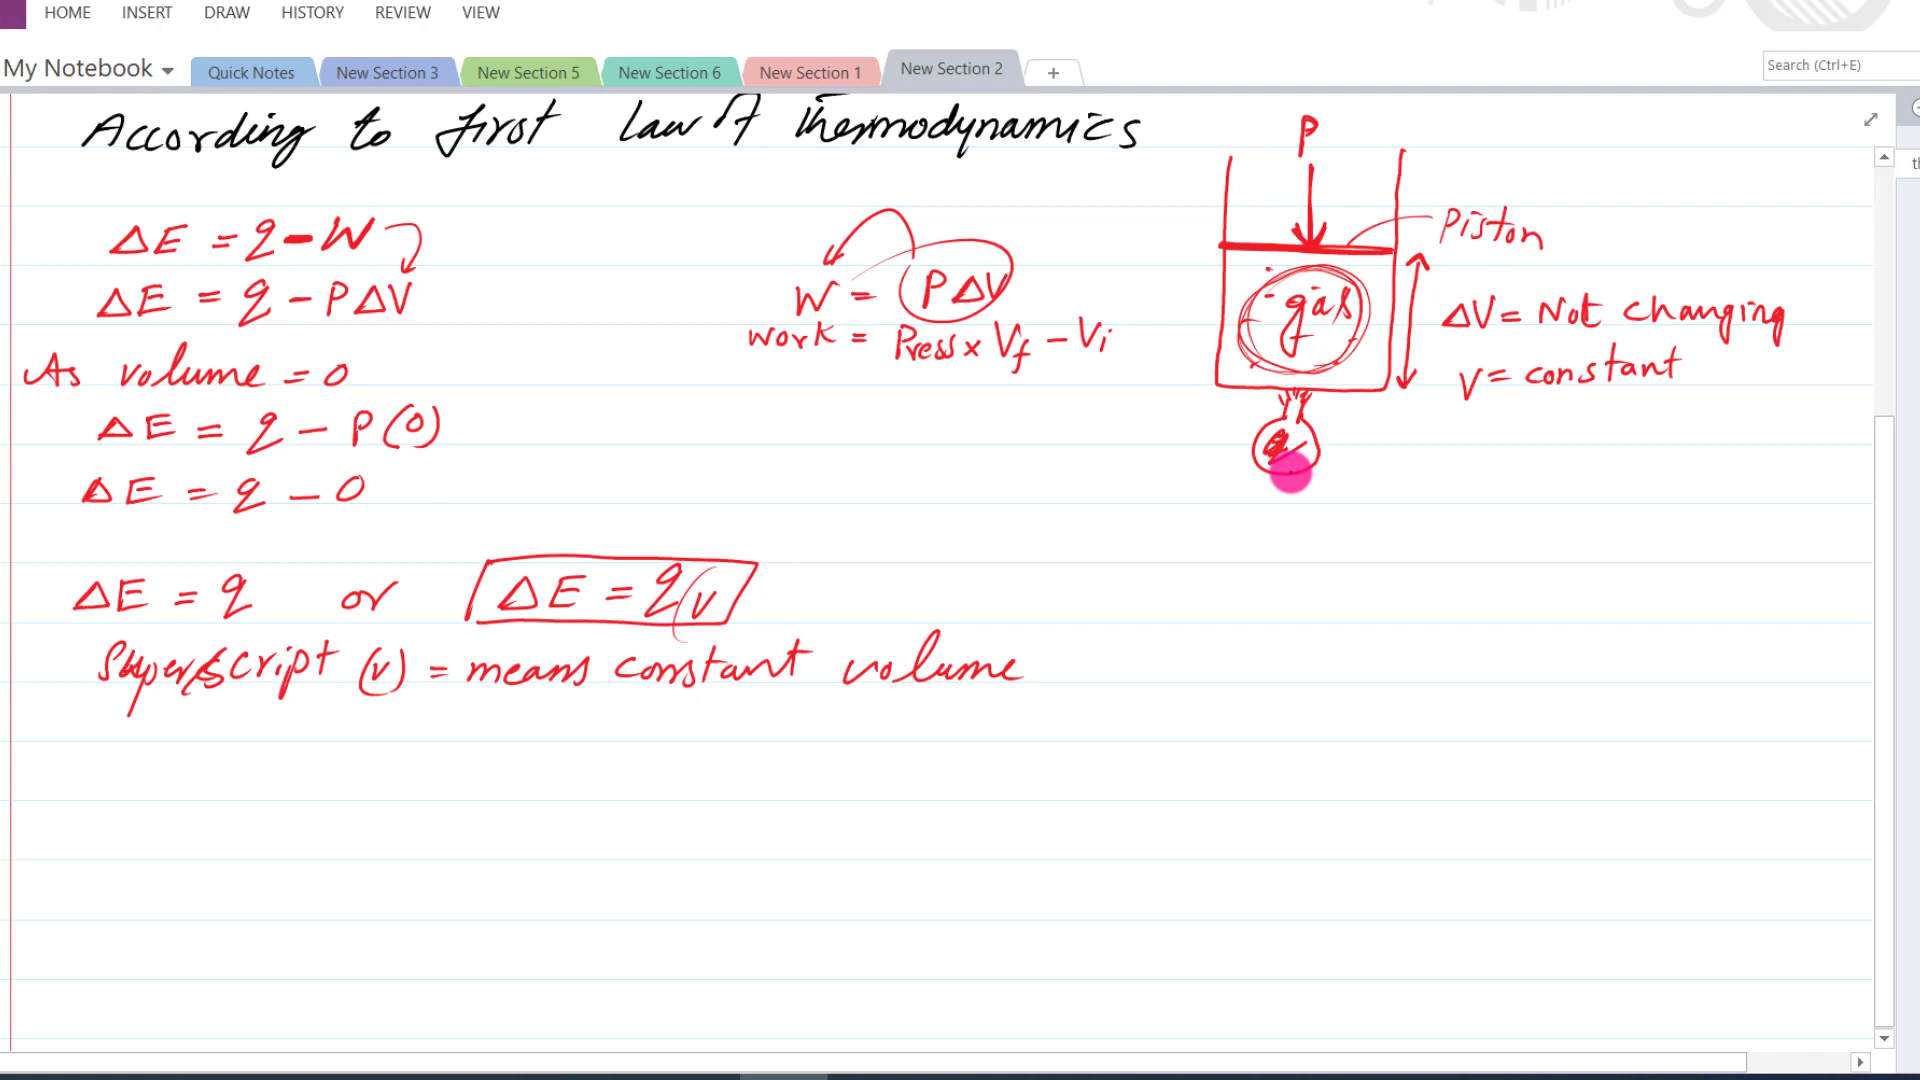 HOME INSERT DRAW HISTORY REVIEW VIEW
My Notebook Quick Notes New Section 3 New Section 5 New Section 6 New Section 1 New Section 2 + Search (Ctrl+E)
According to first law of Thermodynamics
ΔE = q - W
ΔE = q - PΔV
As volume = 0
ΔE = q - P(0)
ΔE = q - 0
ΔE = q or ΔE = q(v
Superscript (v) = means constant volume
W = PΔV
work = Press x Vf - Vi
P
Piston
gas
ΔV = Not changing
V = constant
q